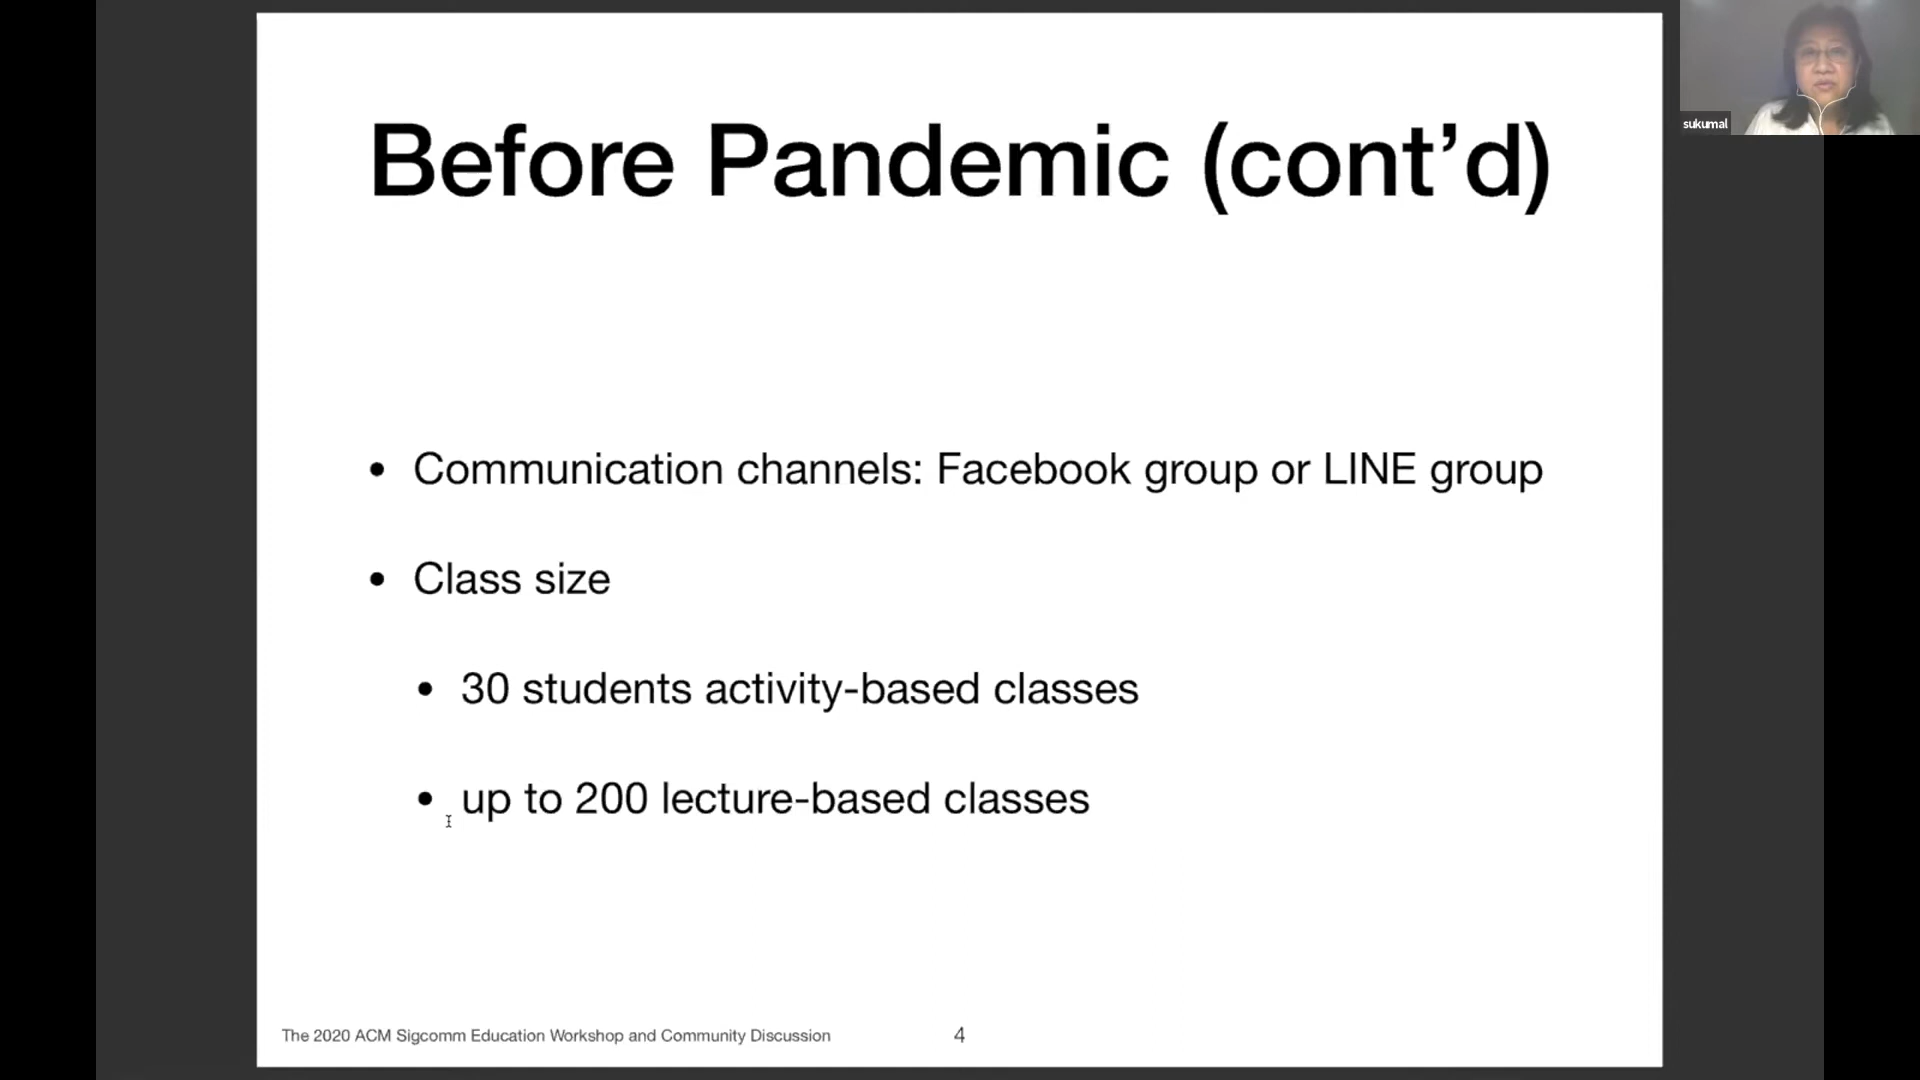 Before Pandemic (cont’d)
sukumal
• Communication channels: Facebook group or LINE group
• Class size
• 30 students activity-based classes
• up to 200 lecture-based classes
The 2020 ACM Sigcomm Education Workshop and Community Discussion
4